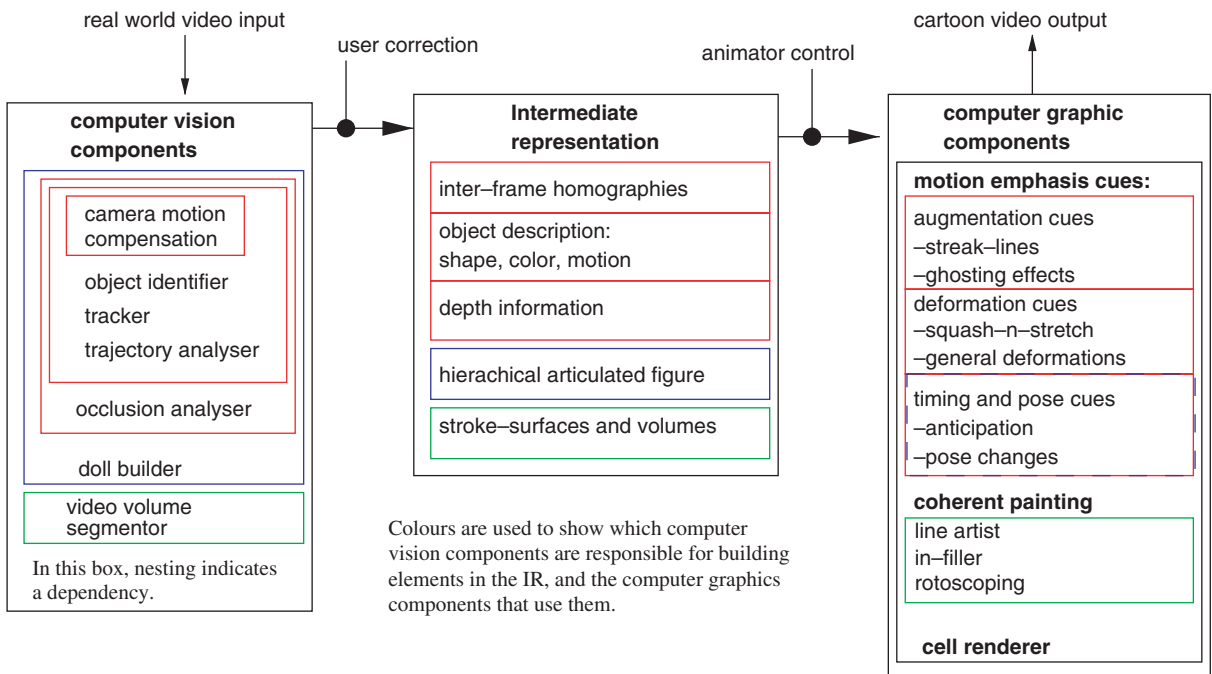 real world video input
user correction
animator control
cartoon video output
computer vision
components
camera motion
compensation
object identifier
tracker
trajectory analyser
occlusion analyser
doll builder
video volume
segmentor
In this box, nesting indicates
a dependency.
Intermediate
representation
inter–frame homographies
object description:
shape, color, motion
depth information
hierachical articulated figure
stroke–surfaces and volumes
Colours are used to show which computer
vision components are responsible for building
elements in the IR, and the computer graphics
components that use them.
computer graphic
components
motion emphasis cues:
augmentation cues
–streak–lines
–ghosting effects
deformation cues
–squash–n–stretch
–general deformations
timing and pose cues
–anticipation
–pose changes
coherent painting
line artist
in–filler
rotoscoping
cell renderer